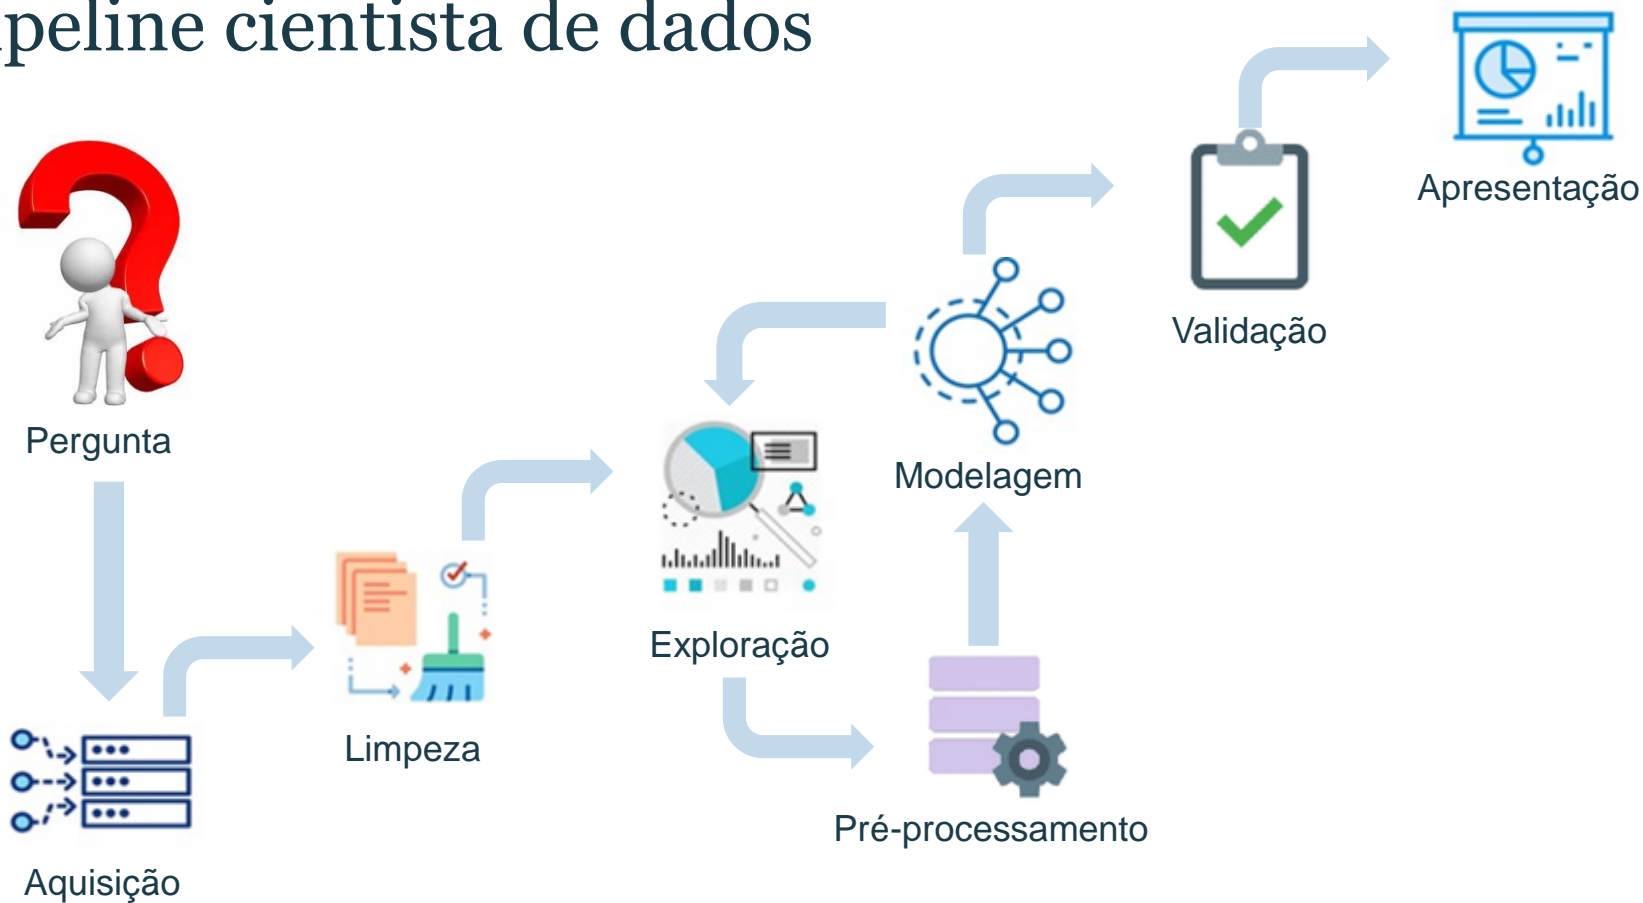 peline cientista de dados
Pergunta
Aquisição
Limpeza
Exploração
Pré-processamento
Modelagem
Validação
Apresentação